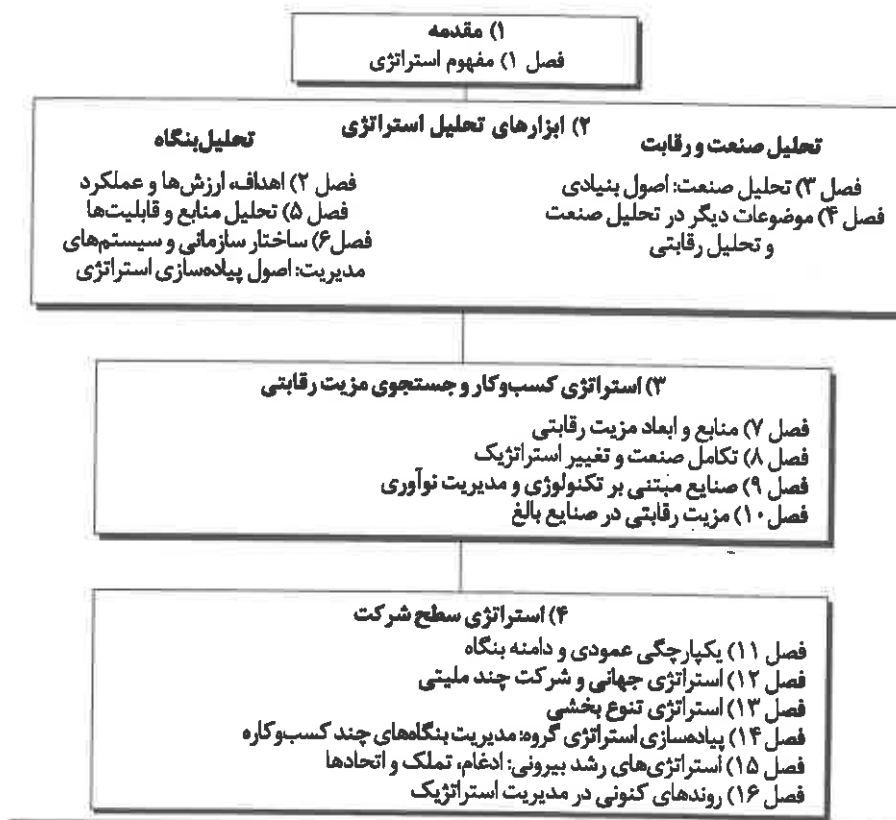 ۱) مقدمه
فصل ۱) مفهوم استراتژی
۲) ابزارهای تحلیل استراتژی
تحلیل صنعت و رقابت
فصل ۳) تحلیل صنعت: اصول بنیادی
فصل ۴) موضوعات دیگر در تحلیل صنعت
و تحلیل رقابتی
تحلیل بنگاه
فصل ۲) اهداف، ارزش‌ها و عملکرد
فصل ۵) تحلیل منابع و قابلیت‌ها
فصل ۶) ساختار سازمانی و سیستم‌های
مدیریت: اصول پیاده‌سازی استراتژی
۳) استراتژی کسب‌وکار و جستجوی مزیت رقابتی
فصل ۷) منابع و ابعاد مزیت رقابتی
فصل ۸) تکامل صنعت و تغییر استراتژیک
فصل ۹) صنایع مبتنی بر تکنولوژی و مدیریت نوآوری
فصل ۱۰) مزیت رقابتی در صنایع بالغ
۴) استراتژی سطح شرکت
فصل ۱۱) یکپارچگی عمودی و دامنه بنگاه
فصل ۱۲) استراتژی جهانی و شرکت چند ملیتی
فصل ۱۳) استراتژی تنوع بخشی
فصل ۱۴) پیاده‌سازی استراتژی گروه: مدیریت بنگاه‌های چند کسب‌وکاره
فصل ۱۵) استراتژی‌های رشد بیرونی: ادغام، تملک و اتحادها
فصل ۱۶) روندهای کنونی در مدیریت استراتژیک